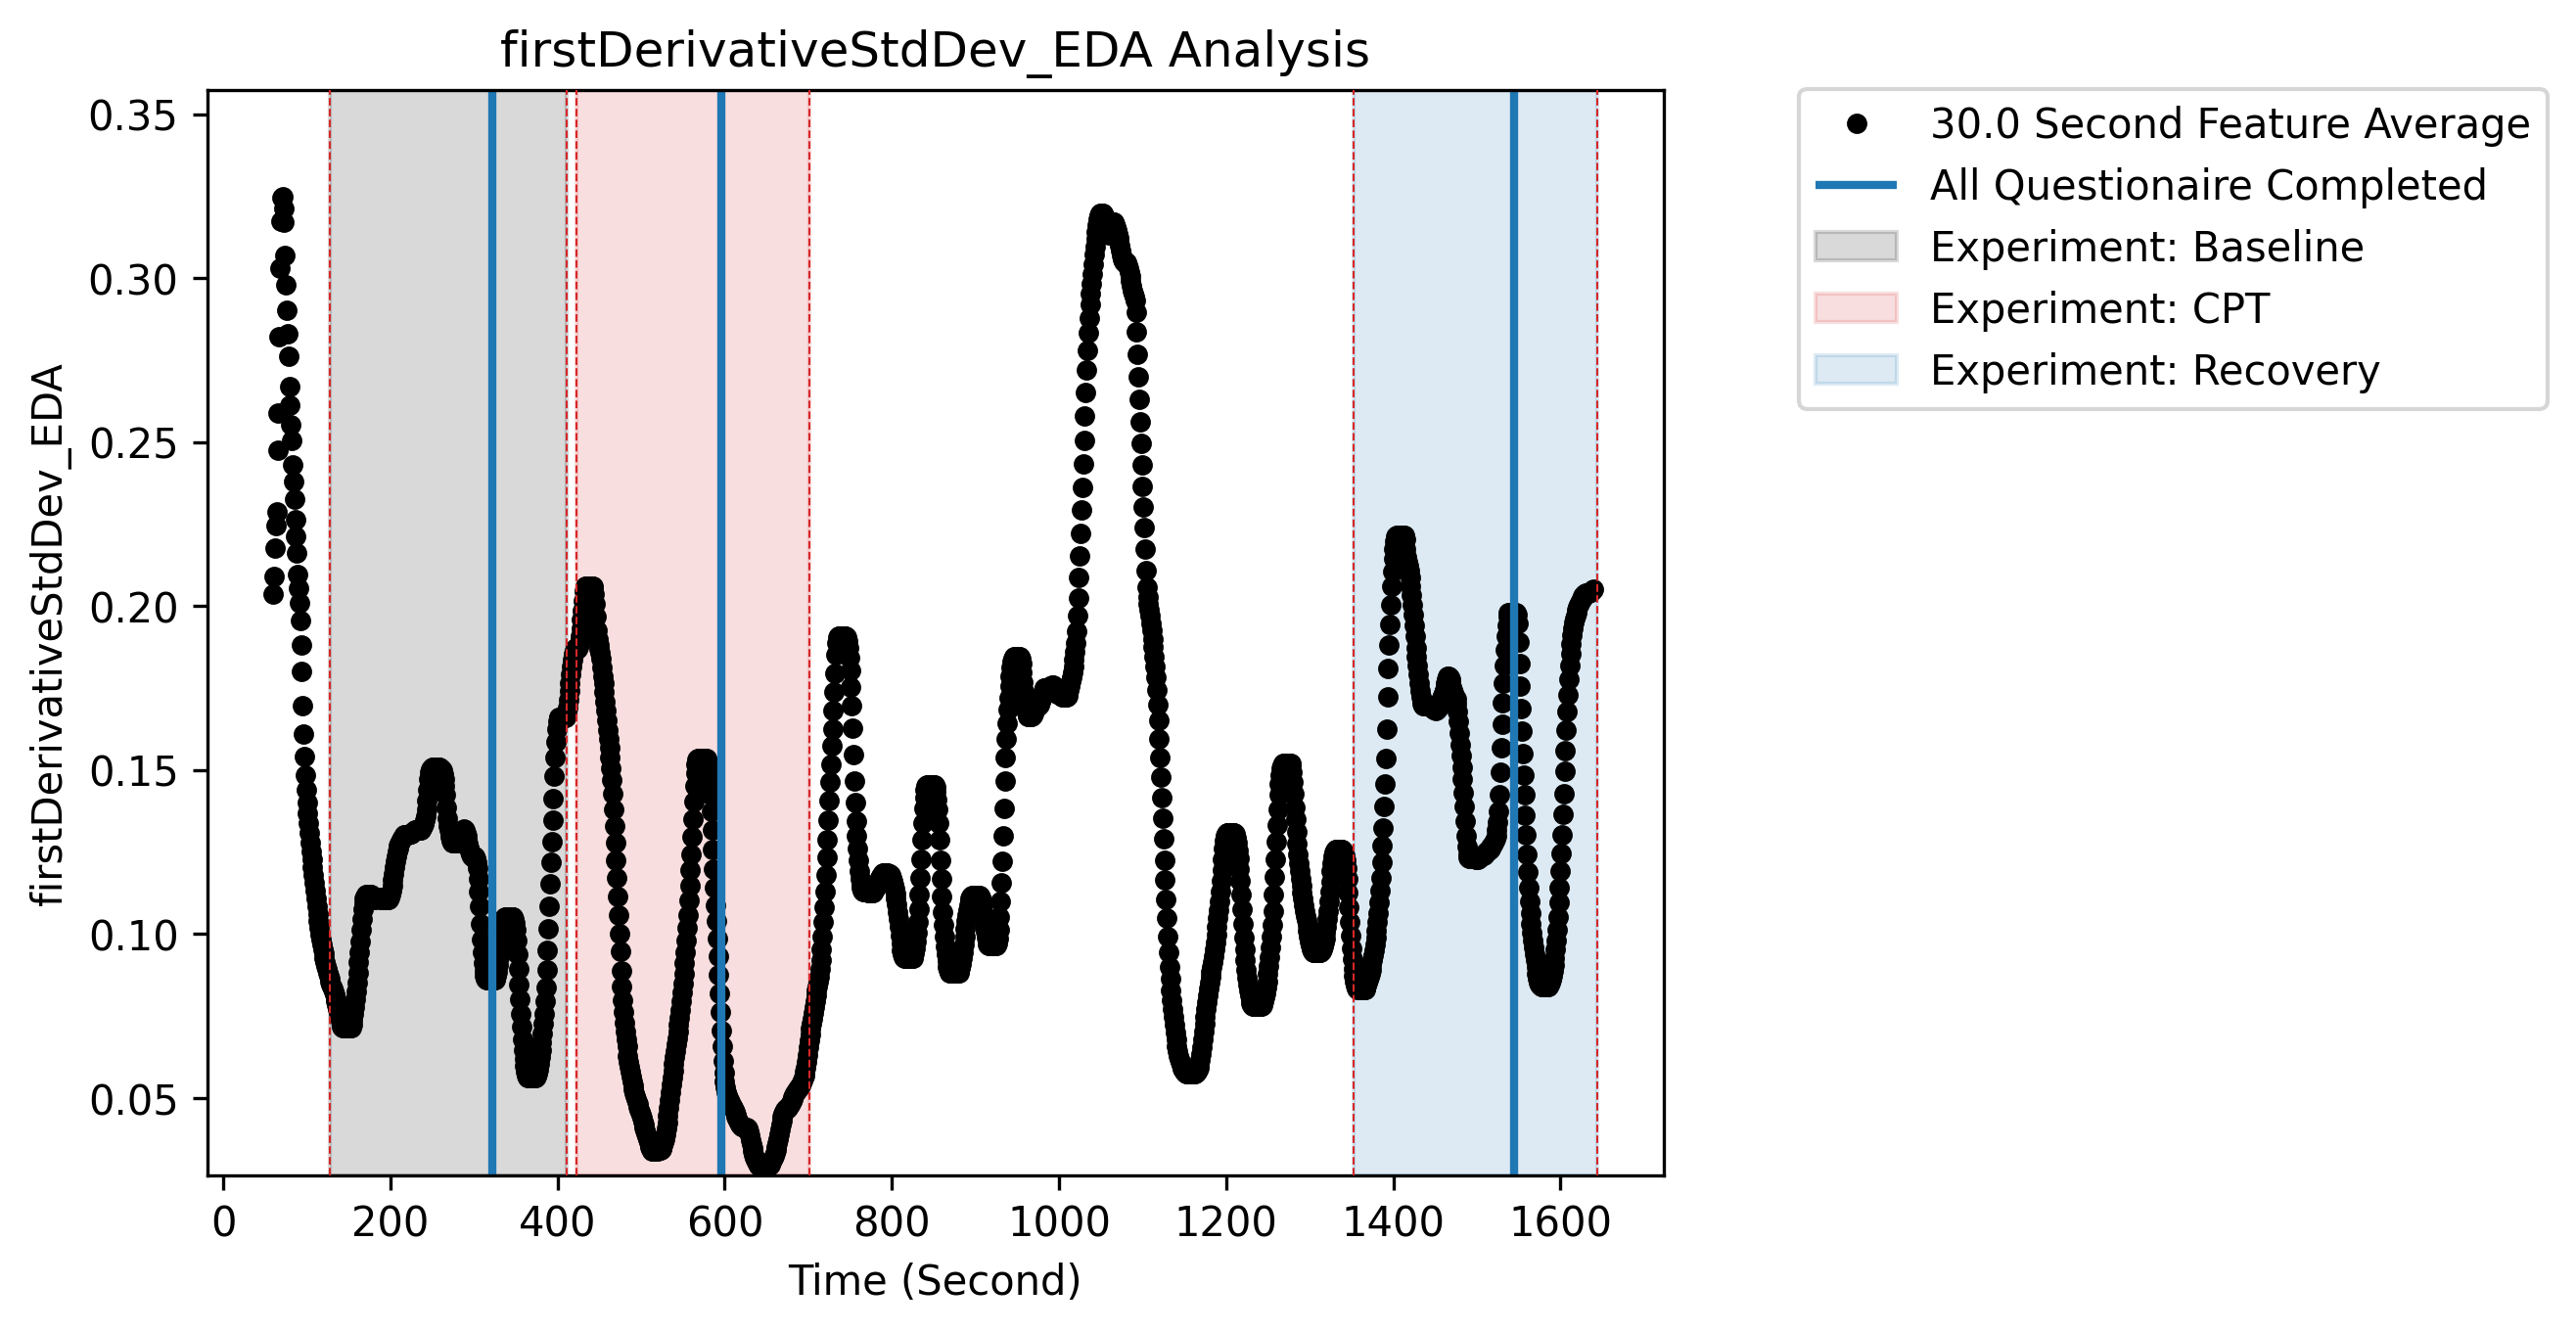 firstDerivativeStdDev_EDA Analysis
0.35
0.30
0.25
0.20
0.15
0.10
0.05
firstDerivativeStdDev_EDA
0 200 400 600 800 1000 1200 1400 1600
Time (Second)
30.0 Second Feature Average
All Questionaire Completed
Experiment: Baseline
Experiment: CPT
Experiment: Recovery